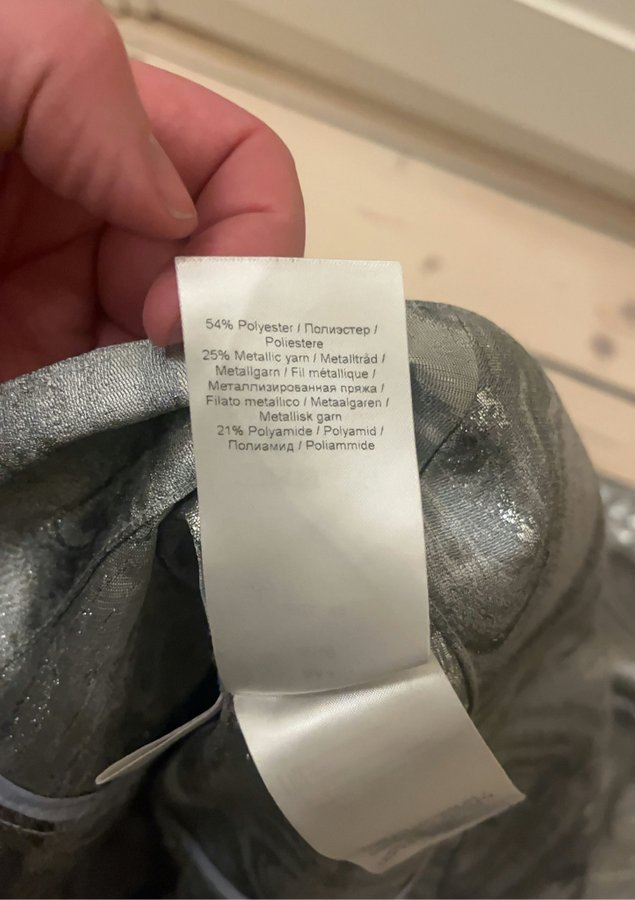 54% Polyester / Полиэстер /
Poliestere
25% Metallic yarn / Metalltråd /
Metallgarn / Fil métallique /
Металлизированная пряжа /
Filato metallico / Metaalgaren /
Metallisk garn
21% Polyamide / Polyamid /
Полиамид / Poliammide